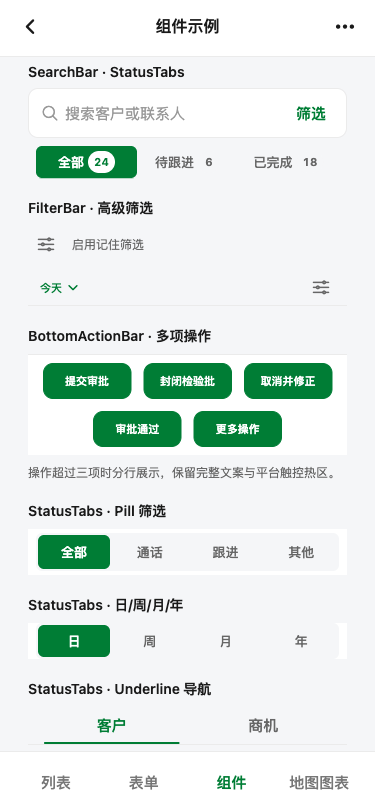 组件示例
SearchBar · StatusTabs
搜索客户或联系人 筛选
全部 24 待跟进 6 已完成 18
FilterBar · 高级筛选
启用记住筛选
今天
BottomActionBar · 多项操作
提交审批 封闭检验批 取消并修正
审批通过 更多操作
操作超过三项时分行展示，保留完整文案与平台触控热区。
StatusTabs · Pill 筛选
全部 通话 跟进 其他
StatusTabs · 日/周/月/年
日 周 月 年
StatusTabs · Underline 导航
客户 商机
列表 表单 组件 地图图表